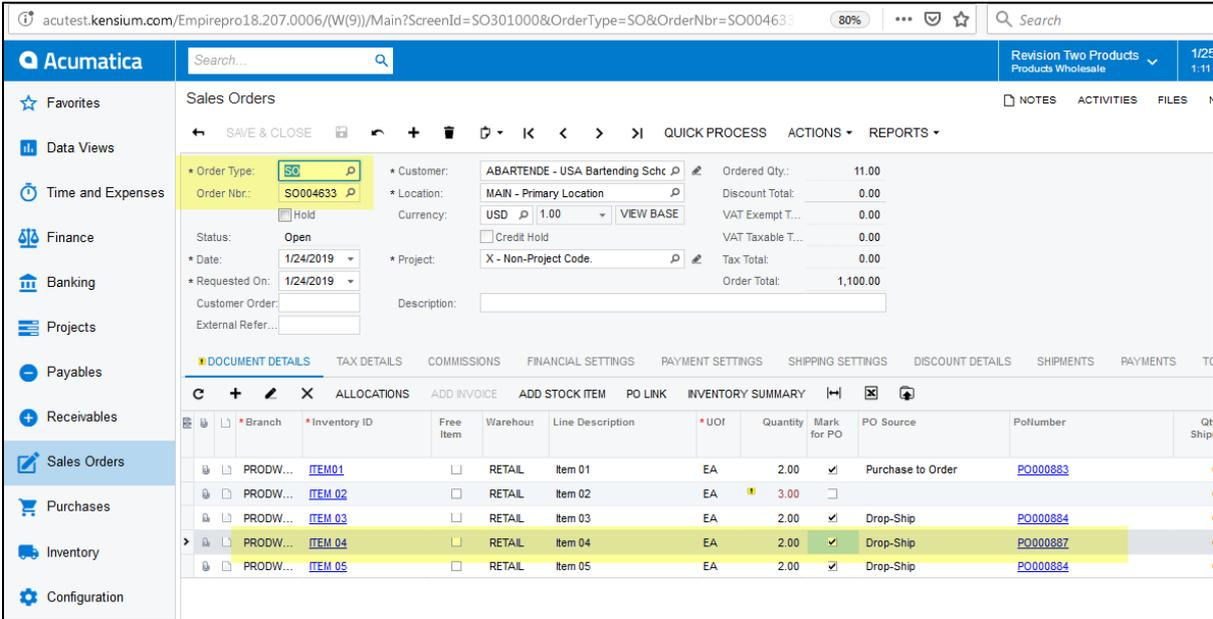 acutest.kensium.com/Empirepro18.207.0006/(W(9))/Main?ScreenId=SO301000&OrderType=SO&OrderNbr=SO004633 80% Search
Acumatica Search... Revision Two Products 1/25
Products Wholesale 1:11
Favorites Sales Orders NOTES ACTIVITIES FILES
SAVE & CLOSE QUICK PROCESS ACTIONS REPORTS
Data Views
* Order Type: SO * Customer: ABARTENDE - USA Bartending Schc Ordered Qty.: 11.00
Time and Expenses Order Nbr.: SO004633 * Location: MAIN - Primary Location Discount Total: 0.00
Hold Currency: USD 1.00 VIEW BASE VAT Exempt T... 0.00
Finance Status: Open Credit Hold VAT Taxable T... 0.00
* Date: 1/24/2019 * Project: X - Non-Project Code. Tax Total: 0.00
Banking * Requested On: 1/24/2019 Order Total: 1,100.00
Customer Order: Description:
Projects External Refer...
Payables DOCUMENT DETAILS TAX DETAILS COMMISSIONS FINANCIAL SETTINGS PAYMENT SETTINGS SHIPPING SETTINGS DISCOUNT DETAILS SHIPMENTS PAYMENTS TO
ALLOCATIONS ADD INVOICE ADD STOCK ITEM PO LINK INVENTORY SUMMARY
Receivables * Branch * Inventory ID Free Item Warehous Line Description * UOM Quantity Mark for PO PO Source PoNumber Qt Ship
Sales Orders PRODW... ITEM01 RETAIL Item 01 EA 2.00 Purchase to Order PO000883
PRODW... ITEM 02 RETAIL Item 02 EA 3.00
Purchases PRODW... ITEM 03 RETAIL Item 03 EA 2.00 Drop-Ship PO000884
PRODW... ITEM 04 RETAIL Item 04 EA 2.00 Drop-Ship PO000887
Inventory
PRODW... ITEM 05 RETAIL Item 05 EA 2.00 Drop-Ship PO000884
Configuration